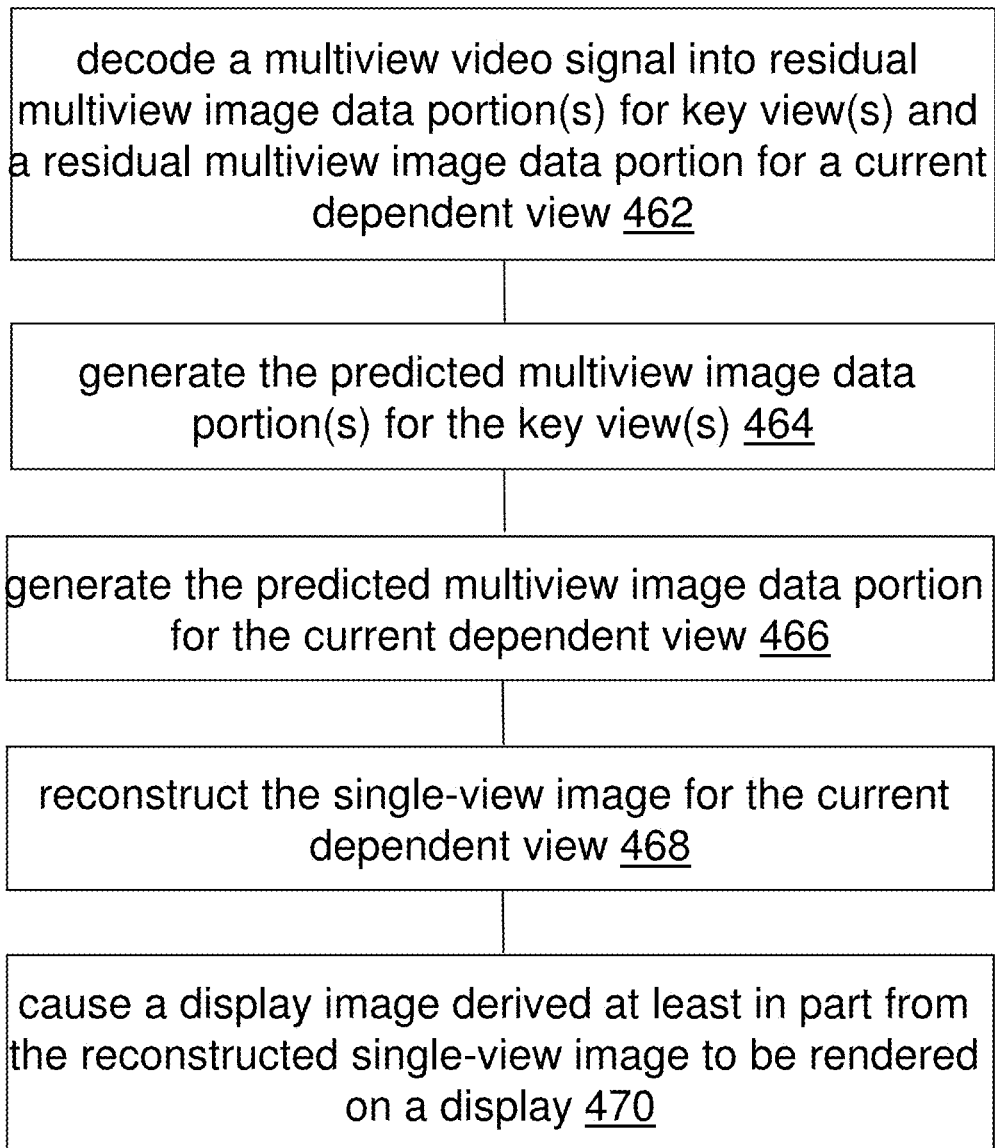 decode a multiview video signal into residual
multiview image data portion(s) for key view(s) and
a residual multiview image data portion for a current
dependent view 462
generate the predicted multiview image data
portion(s) for the key view(s) 464
generate the predicted multiview image data portion
for the current dependent view 466
reconstruct the single-view image for the current
dependent view 468
cause a display image derived at least in part from
the reconstructed single-view image to be rendered
on a display 470